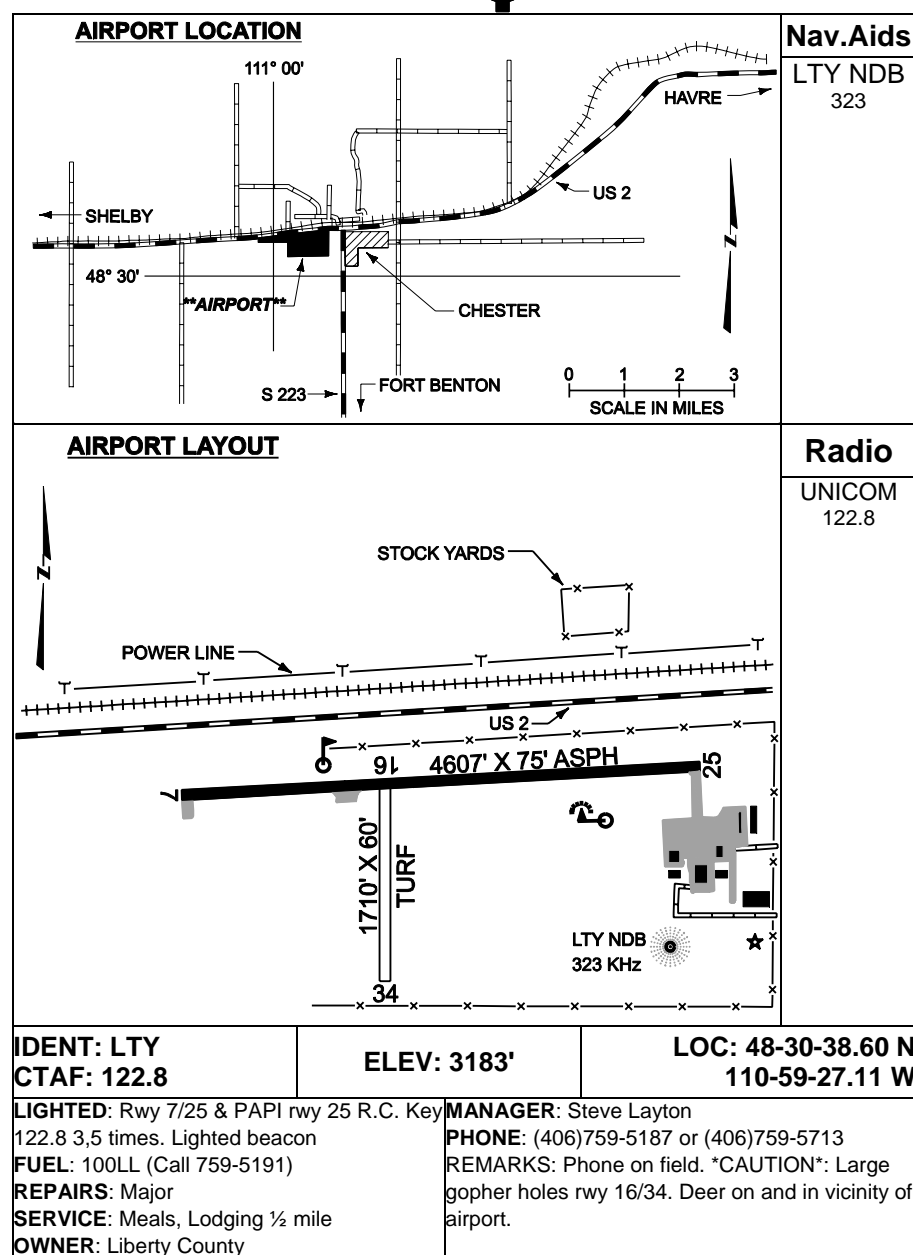 AIRPORT LOCATION
111° 00'
HAVRE
US 2
SHELBY
N
48° 30'
**AIRPORT**
CHESTER
S 223
FORT BENTON
0 1 2 3
SCALE IN MILES
Nav.Aids
LTY NDB
323
AIRPORT LAYOUT
N
STOCK YARDS
POWER LINE
US 2
7
16
4607' X 75' ASPH
25
1710' X 60'
TURF
34
LTY NDB
323 KHz
Radio
UNICOM
122.8
IDENT: LTY
CTAF: 122.8
ELEV: 3183'
LOC: 48-30-38.60 N
110-59-27.11 W
LIGHTED: Rwy 7/25 & PAPI rwy 25 R.C. Key
122.8 3,5 times. Lighted beacon
FUEL: 100LL (Call 759-5191)
REPAIRS: Major
SERVICE: Meals, Lodging ½ mile
OWNER: Liberty County
MANAGER: Steve Layton
PHONE: (406)759-5187 or (406)759-5713
REMARKS: Phone on field. *CAUTION*: Large
gopher holes rwy 16/34. Deer on and in vicinity of
airport.